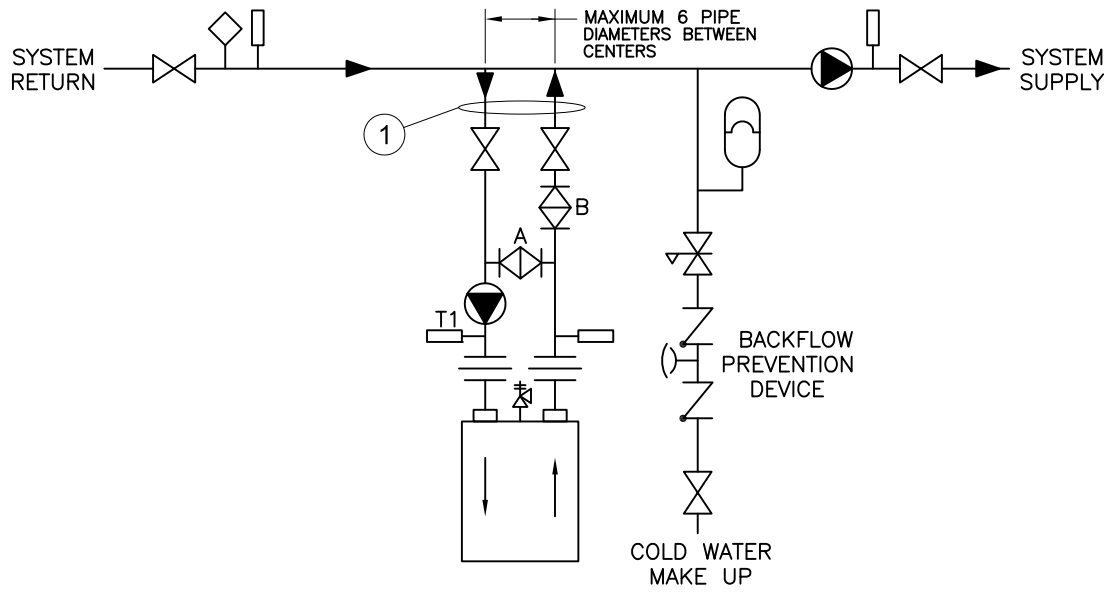 MAXIMUM 6 PIPE
DIAMETERS BETWEEN
CENTERS
SYSTEM
RETURN
SYSTEM
SUPPLY
1
B
A
T1
BACKFLOW
PREVENTION
DEVICE
COLD WATER
MAKE UP